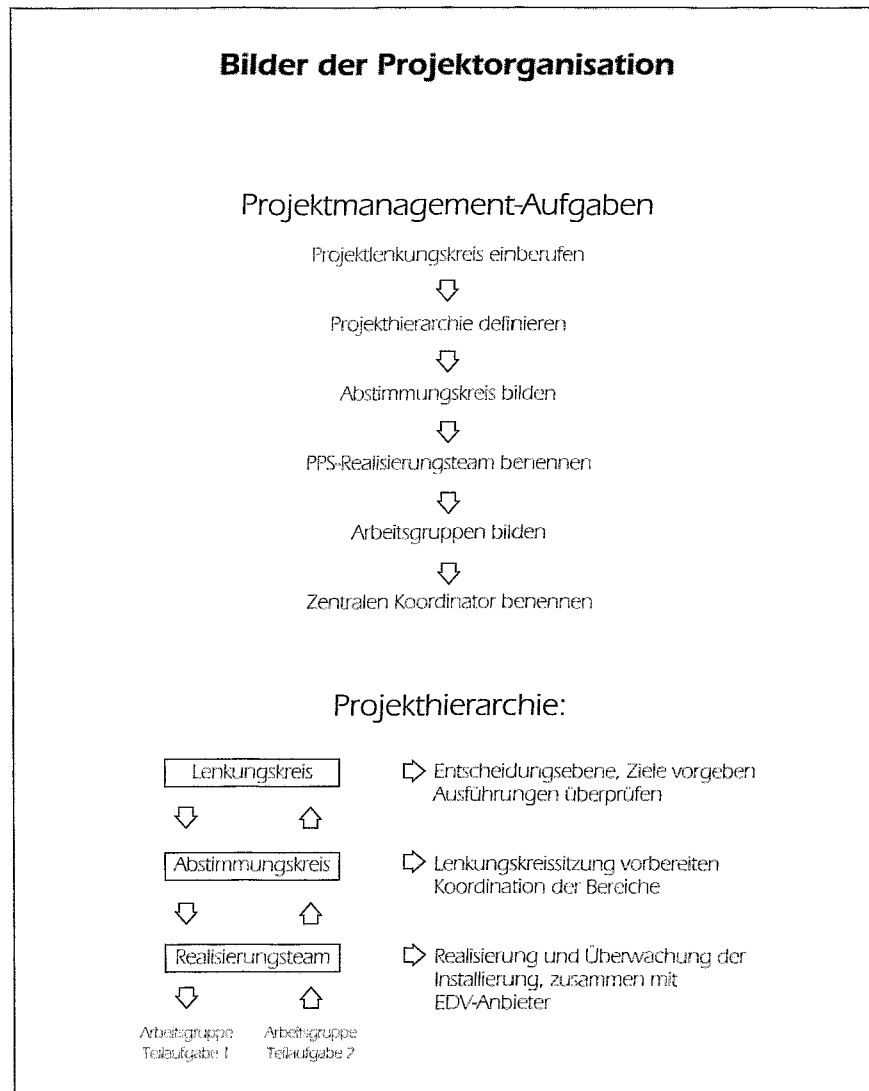 Bilder der Projektorganisation
Projektmanagement-Aufgaben
Projektlenkungskreis einberufen
Projekthierarchie definieren
Abstimmungskreis bilden
PPS-Realisierungsteam benennen
Arbeitsgruppen bilden
Zentralen Koordinator benennen
Projekthierarchie:
Lenkungskreis
Entscheidungsebene, Ziele vorgeben
Ausführungen überprüfen
Abstimmungskreis
Lenkungskreissitzung vorbereiten
Koordination der Bereiche
Realisierungsteam
Realisierung und Überwachung der
Installierung, zusammen mit
EDV-Anbieter
Arbeitsgruppe Arbeitsgruppe
Teilaufgabe 1 Teilaufgabe 2